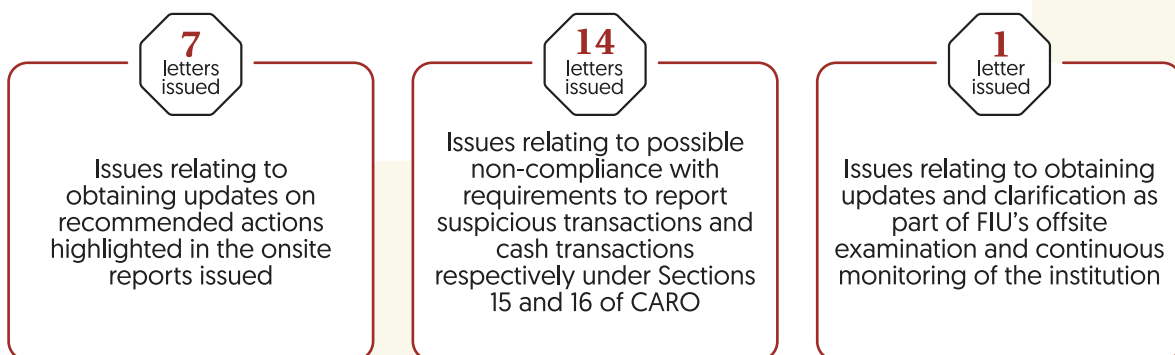 7
letters
issued
Issues relating to
obtaining updates on
recommended actions
highlighted in the onsite
reports issued
14
letters
issued
Issues relating to possible
non-compliance with
requirements to report
suspicious transactions and
cash transactions
respectively under Sections
15 and 16 of CARO
1
letter
issued
Issues relating to obtaining
updates and clarification as
part of FIU’s offsite
examination and continuous
monitoring of the institution